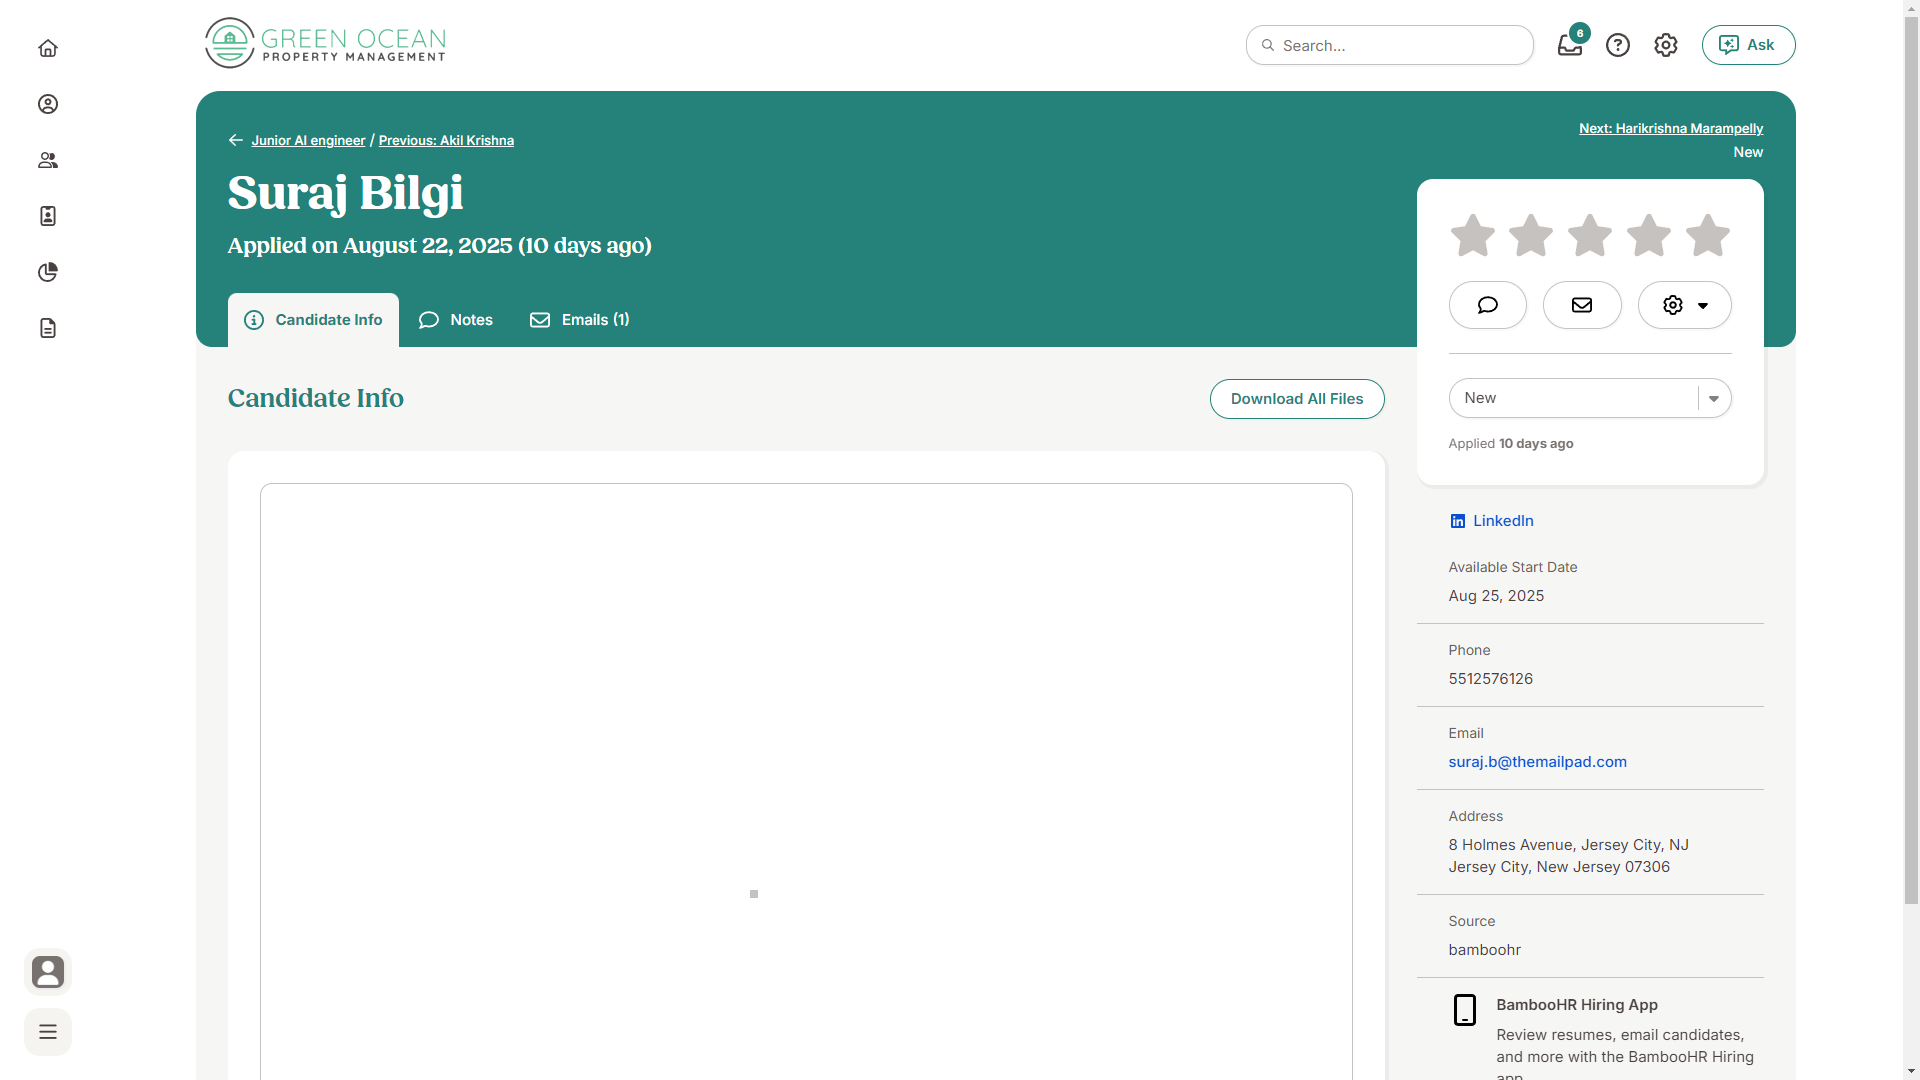 GREEN OCEAN
PROPERTY MANAGEMENT
Search...
6
Ask
Junior AI engineer / Previous: Akil Krishna
Next: Harikrishna Marampelly
New
Suraj Bilgi
Applied on August 22, 2025 (10 days ago)
Candidate Info
Notes
Emails (1)
Candidate Info
Download All Files
New
Applied 10 days ago
LinkedIn
Available Start Date
Aug 25, 2025
Phone
5512576126
Email
suraj.b@themailpad.com
Address
8 Holmes Avenue, Jersey City, NJ
Jersey City, New Jersey 07306
Source
bamboohr
BambooHR Hiring App
Review resumes, email candidates,
and more with the BambooHR Hiring
app